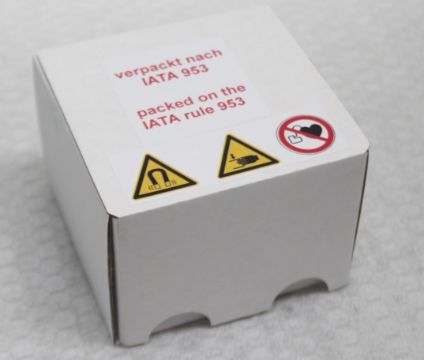 verpackt nach
IATA 953
packed on the
IATA rule 953